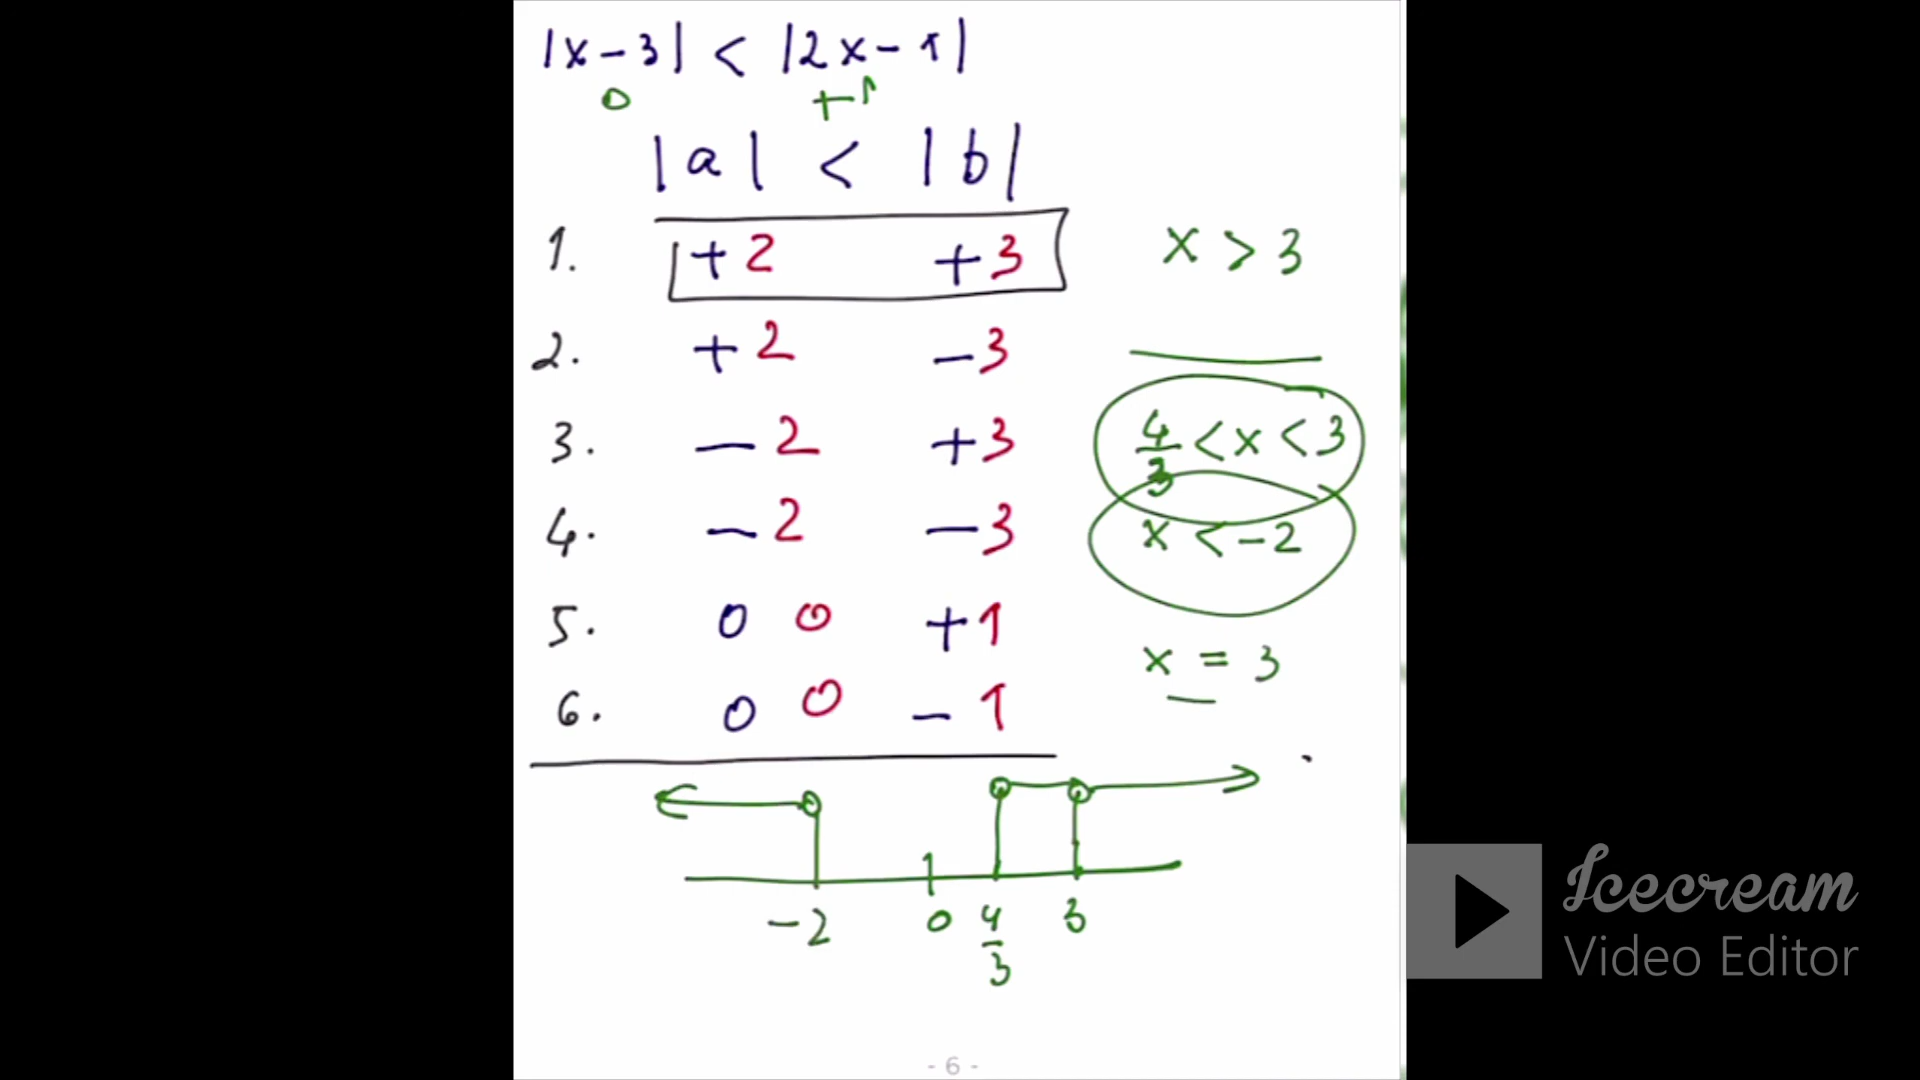 |x-3| < |2x-1|
0 +1
|a| < |b|
1. +2 +3 x > 3
2. +2 -3
3. -2 +3 4/3 < x < 3
4. -2 -3 x < -2
5. 0 0 +1 x = 3
6. 0 0 -1
-2 0 4/3 3
Icecream
Video Editor
- 6 -